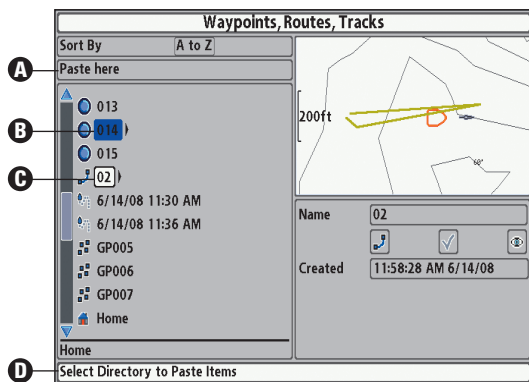 Waypoints, Routes, Tracks
Sort By A to Z
A
Paste here
013
B
014
015
C
02
6/14/08 11:30 AM
6/14/08 11:36 AM
GP005
GP006
GP007
Home
Home
D
Select Directory to Paste Items
200ft
60'
Name 02
Created 11:58:28 AM 6/14/08